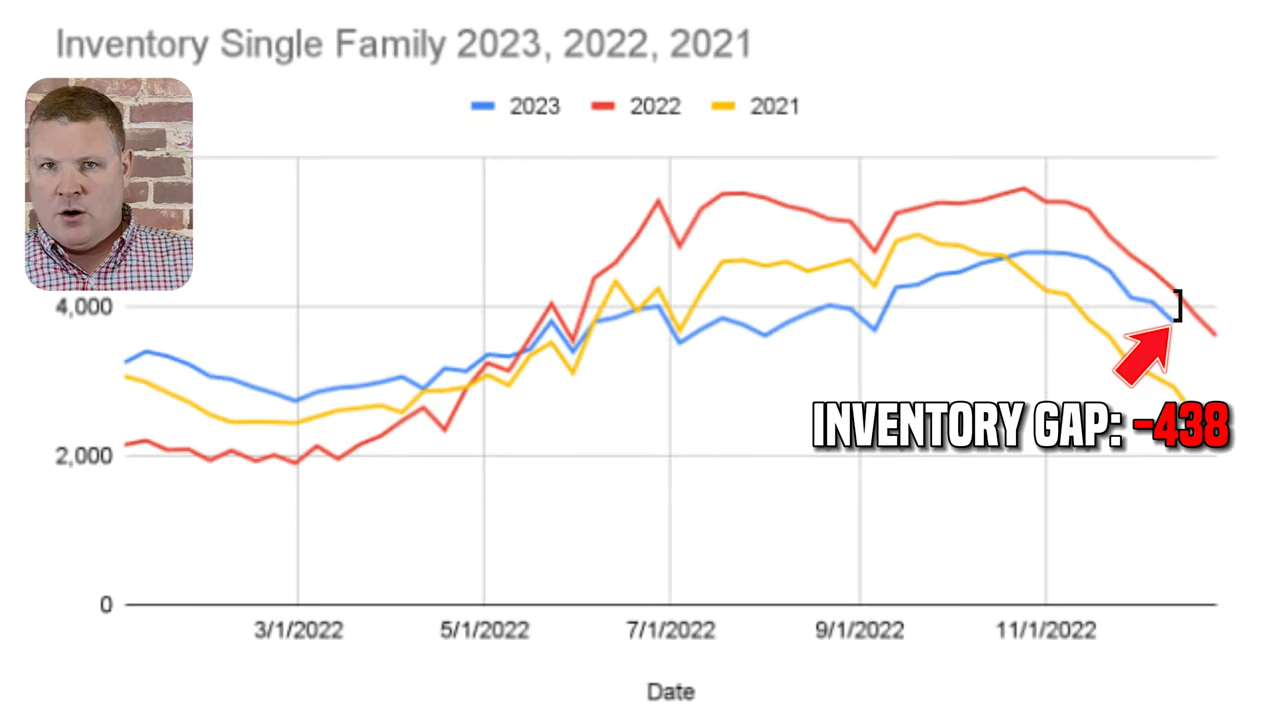 Inventory Single Family 2023, 2022, 2021
2023 2022 2021
4,000
INVENTORY GAP: -438
2,000
0
3/1/2022 5/1/2022 7/1/2022 9/1/2022 11/1/2022
Date